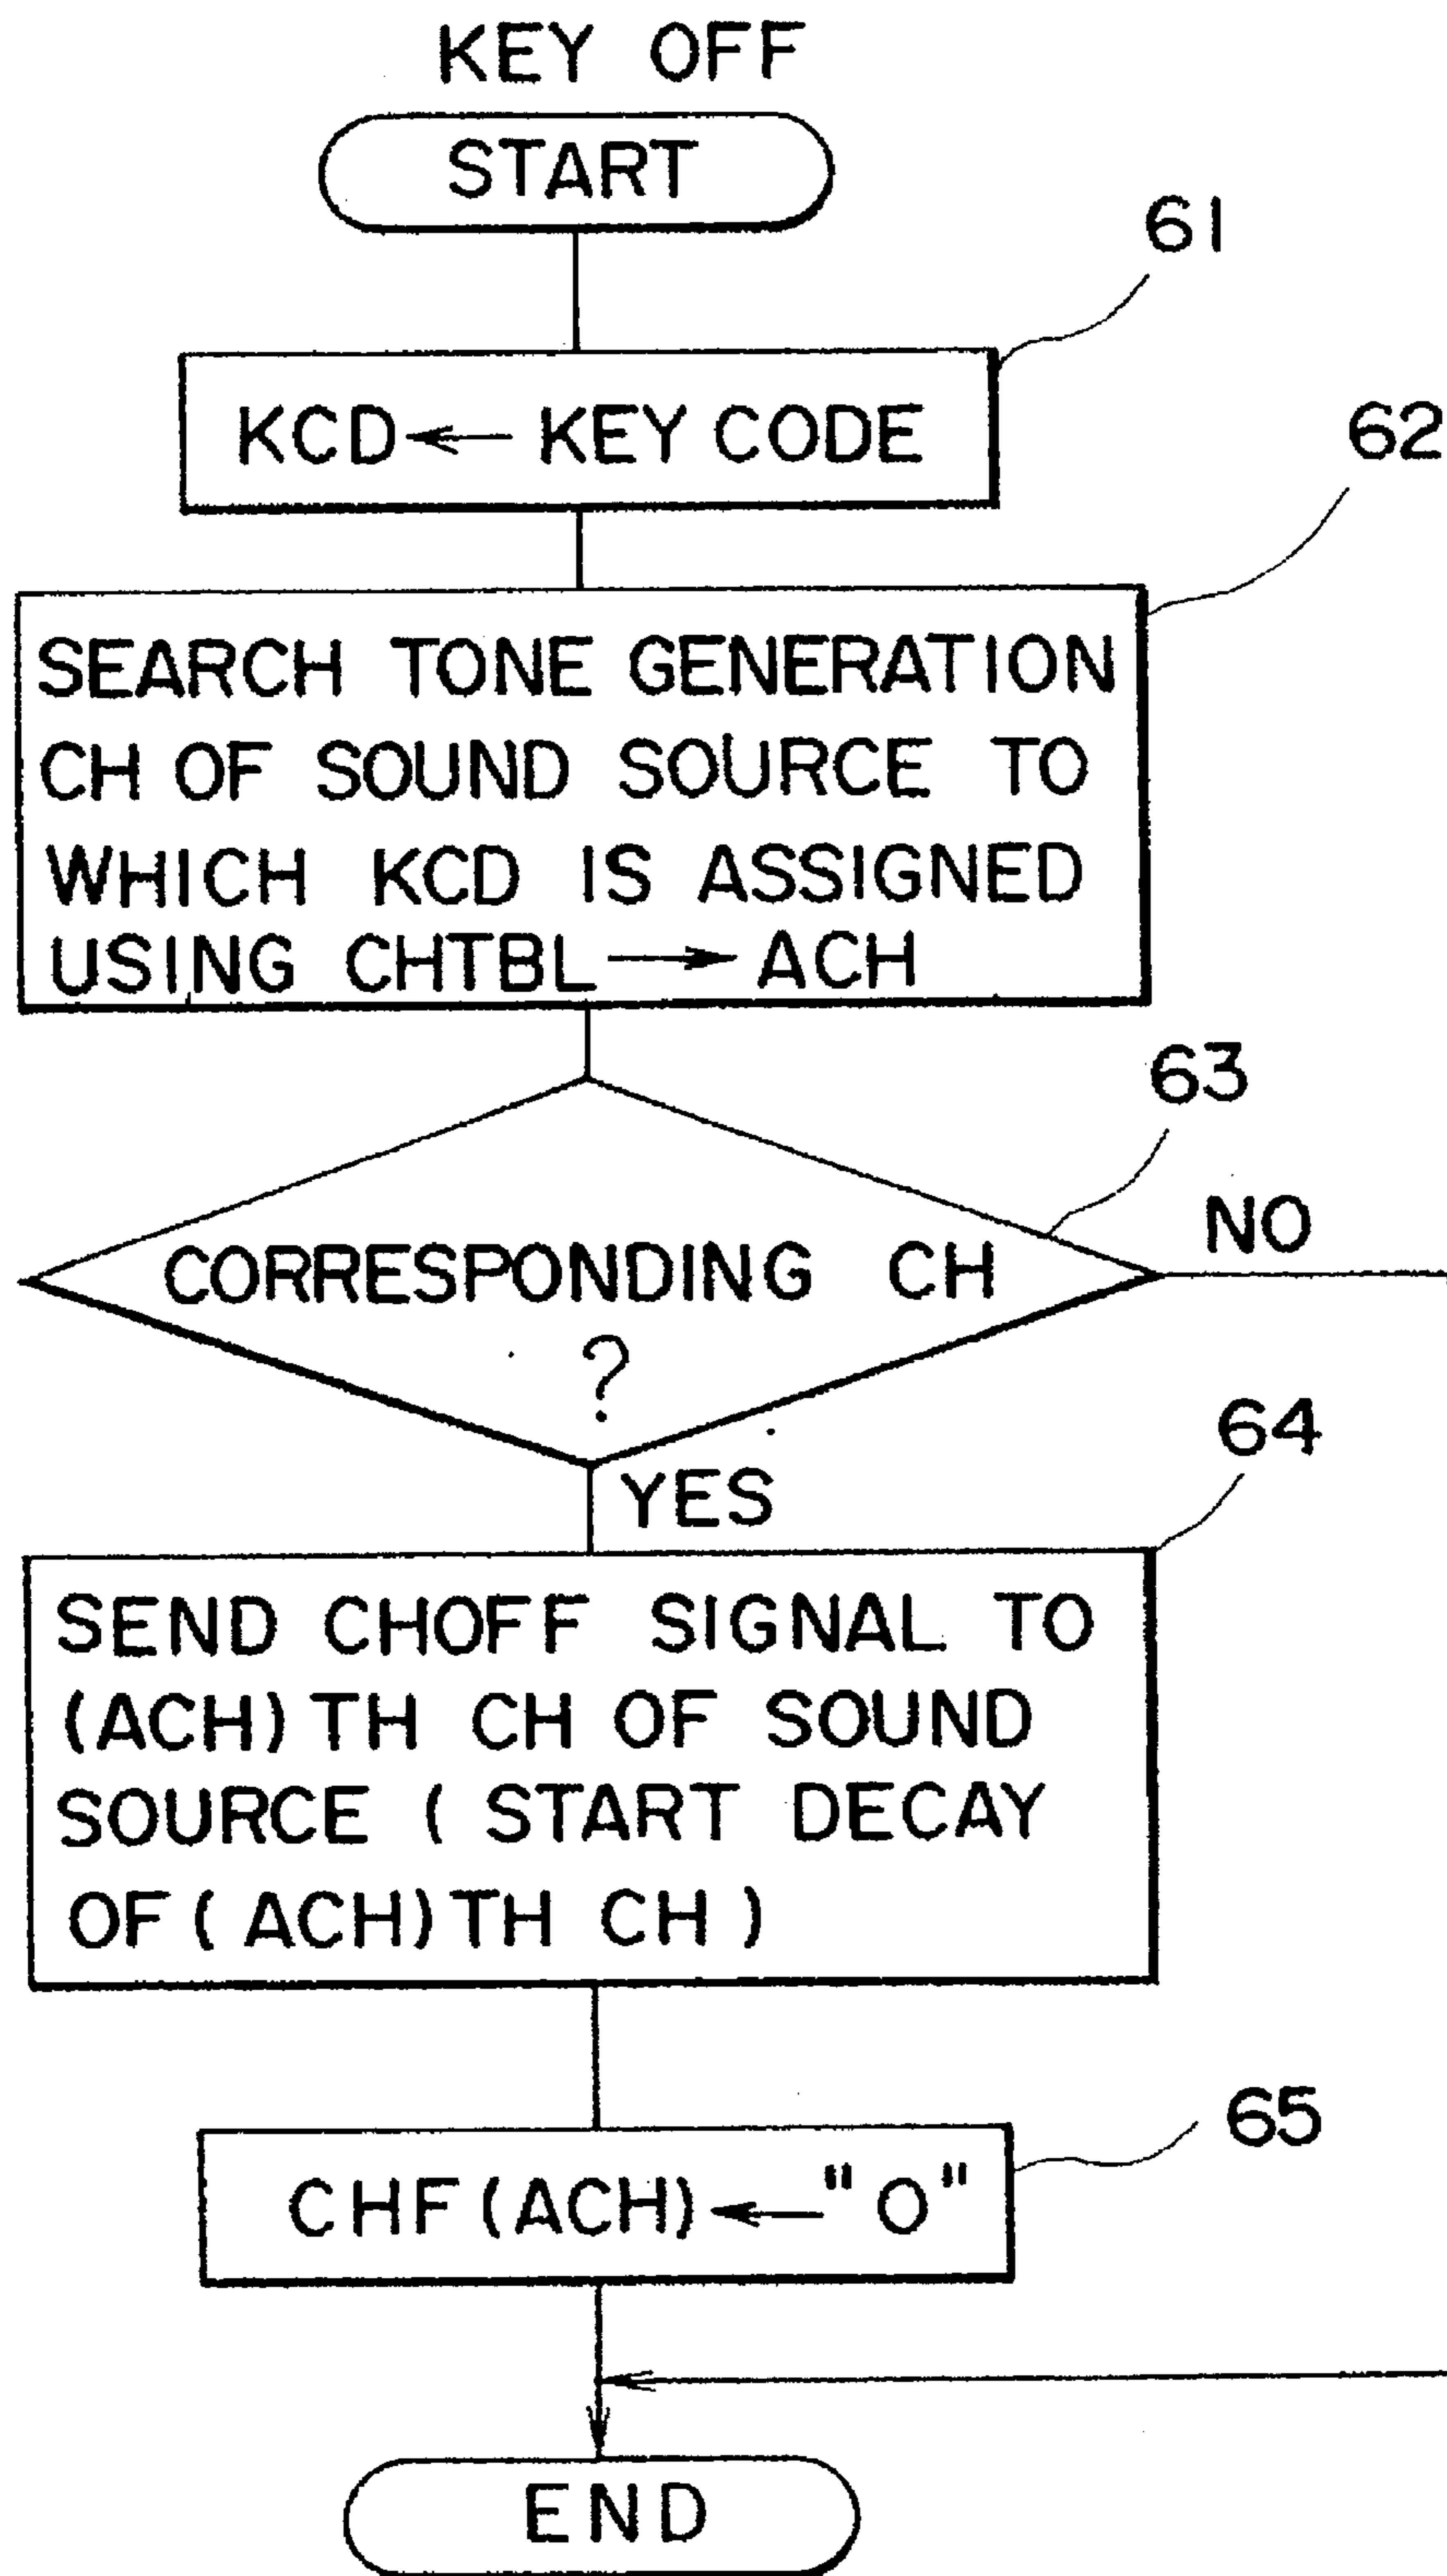 KEY OFF
START
61
KCD ← KEY CODE
62
SEARCH TONE GENERATION
CH OF SOUND SOURCE TO
WHICH KCD IS ASSIGNED
USING CHTBL → ACH
63
CORRESPONDING CH
?
NO
YES
64
SEND CHOFF SIGNAL TO
(ACH) TH CH OF SOUND
SOURCE ( START DECAY
OF ( ACH) TH CH )
65
CHF (ACH) ← "O"
END